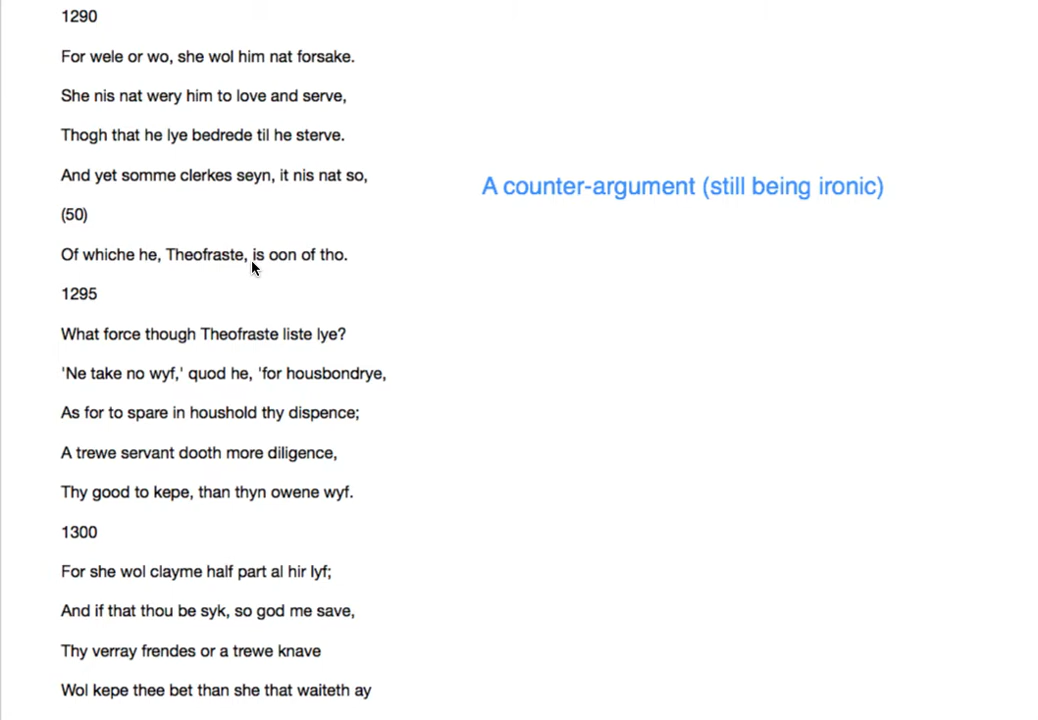 1290
For wele or wo, she wol him nat forsake.
She nis nat wery him to love and serve,
Thogh that he lye bedrede til he sterve.
And yet somme clerkes seyn, it nis nat so,
A counter-argument (still being ironic)
(50)
Of whiche he, Theofraste, is oon of tho.
1295
What force though Theofraste liste lye?
'Ne take no wyf,' quod he, 'for housbondrye,
As for to spare in houshold thy dispence;
A trewe servant dooth more diligence,
Thy good to kepe, than thyn owene wyf.
1300
For she wol clayme half part al hir lyf;
And if that thou be syk, so god me save,
Thy verray frendes or a trewe knave
Wol kepe thee bet than she that waiteth ay